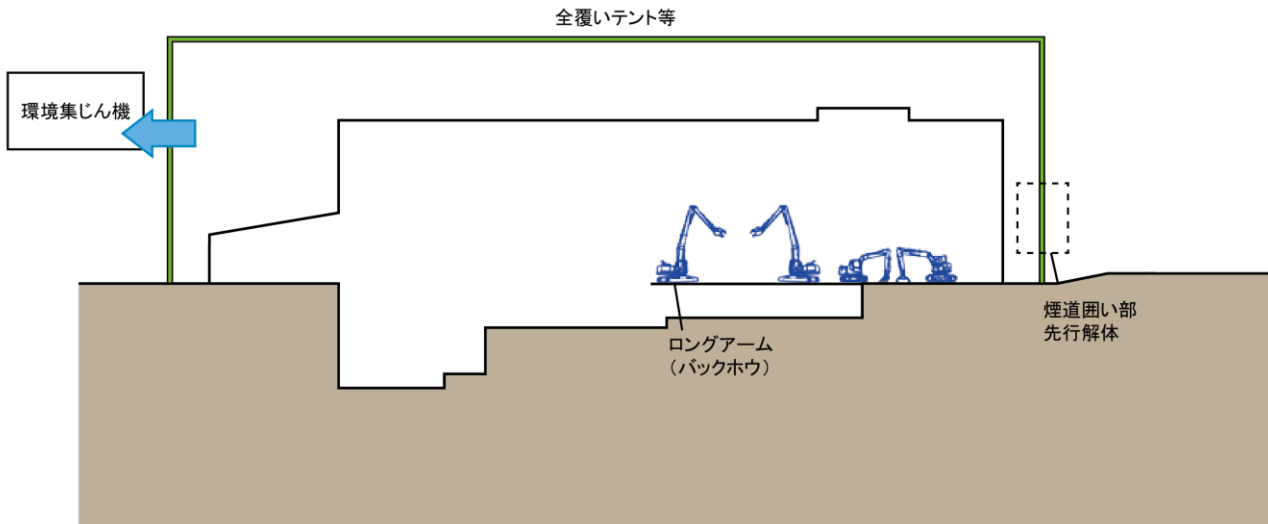 全覆いテント等
環境集じん機
ロングアーム
（バックホウ）
煙道囲い部
先行解体